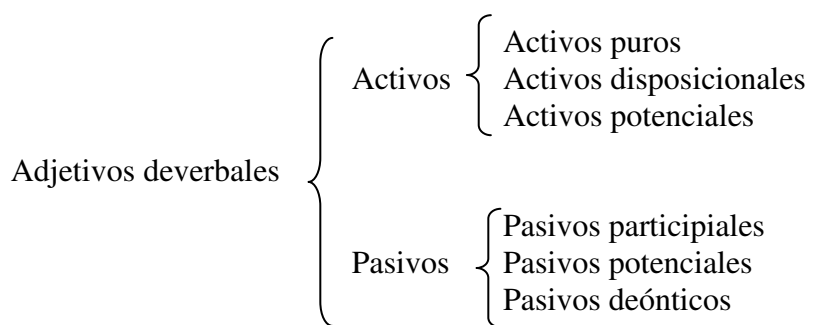 Activos puros
Activos Activos disposicionales
Activos potenciales
Adjetivos deverbales
Pasivos participiales
Pasivos Pasivos potenciales
Pasivos deónticos